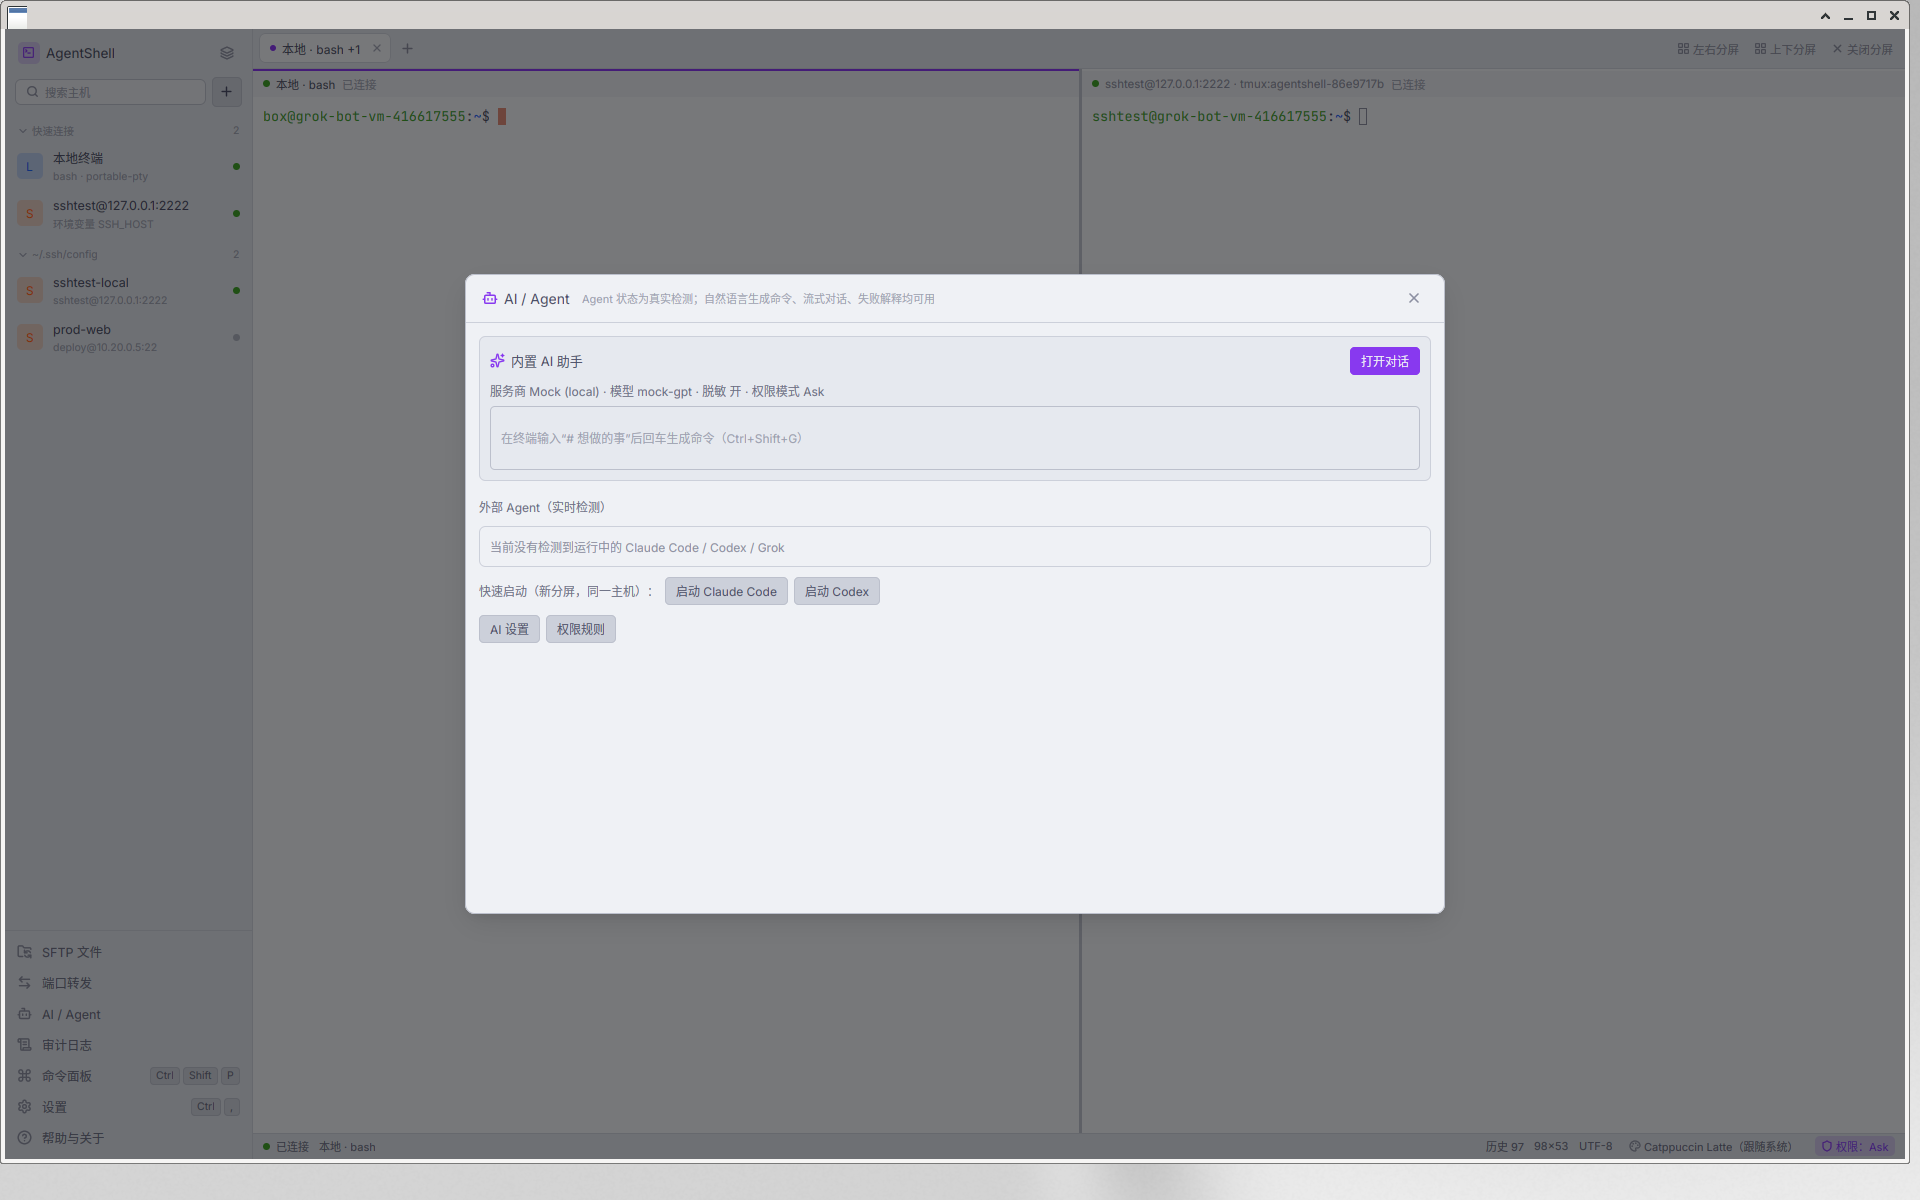 AgentShell
搜索主机
快速连接 2
L 本地终端
bash · portable-pty
S sshtest@127.0.0.1:2222
环境变量 SSH_HOST
~/.ssh/config 2
S sshtest-local
sshtest@127.0.0.1:2222
S prod-web
deploy@10.20.0.5:22
SFTP 文件
端口转发
AI / Agent
审计日志
命令面板 Ctrl Shift P
设置 Ctrl ,
帮助与关于
本地 · bash +1
左右分屏 上下分屏 关闭分屏
本地 · bash 已连接
box@grok-bot-vm-416617555:~$
sshtest@127.0.0.1:2222 · tmux:agentshell-86e9717b 已连接
sshtest@grok-bot-vm-416617555:~$
AI / Agent Agent 状态为真实检测；自然语言生成命令、流式对话、失败解释均可用
内置 AI 助手 打开对话
服务商 Mock (local) · 模型 mock-gpt · 脱敏 开 · 权限模式 Ask
在终端输入“# 想做的事”后回车生成命令（Ctrl+Shift+G）
外部 Agent（实时检测）
当前没有检测到运行中的 Claude Code / Codex / Grok
快速启动（新分屏，同一主机）： 启动 Claude Code 启动 Codex
AI 设置 权限规则
已连接 本地 · bash
历史 97 98×53 UTF-8 Catppuccin Latte（跟随系统） 权限：Ask